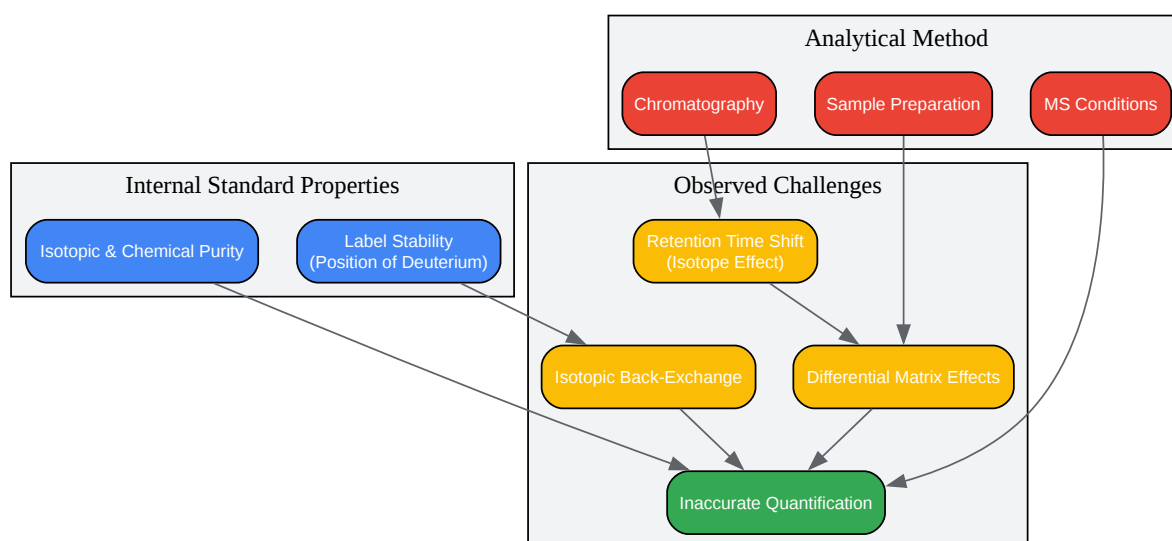 Analytical Method
Chromatography
Sample Preparation
MS Conditions
Internal Standard Properties
Isotopic & Chemical Purity
Label Stability
(Position of Deuterium)
Observed Challenges
Retention Time Shift
(Isotope Effect)
Isotopic Back-Exchange
Differential Matrix Effects
Inaccurate Quantification